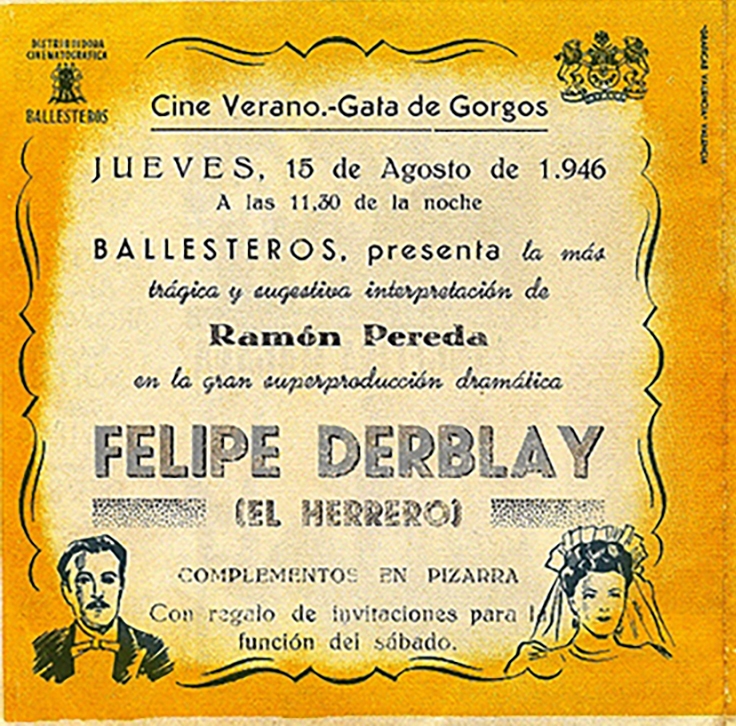 DISTRIBUIDORA
CINEMATOGRAFICA
BALLESTEROS
Cine Verano.-Gata de Gorgos
JUEVES, 15 de Agosto de 1.946
A las 11,30 de la noche
BALLESTEROS, presenta la más
trágica y sugestiva interpretación de
Ramón Pereda
en la gran superproducción dramática
FELIPE DERBLAY
(EL HERRERO)
COMPLEMENTOS EN PIZARRA
Con regalo de invitaciones para la
función del sábado.
VALENCIA